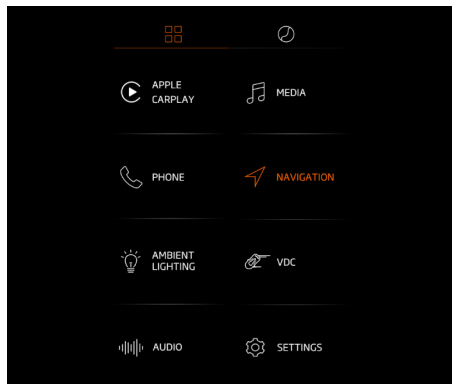 APPLE
CARPLAY
MEDIA
PHONE
NAVIGATION
AMBIENT
LIGHTING
VDC
AUDIO
SETTINGS